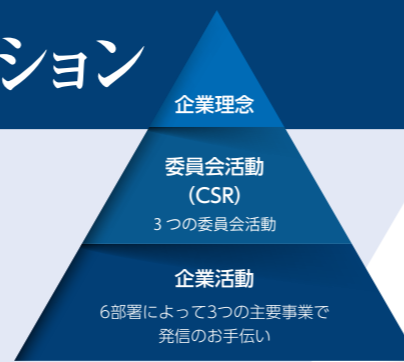 ション
企業理念
委員会活動
(CSR)
3つの委員会活動
企業活動
6部署によって3つの主要事業で
発信のお手伝い